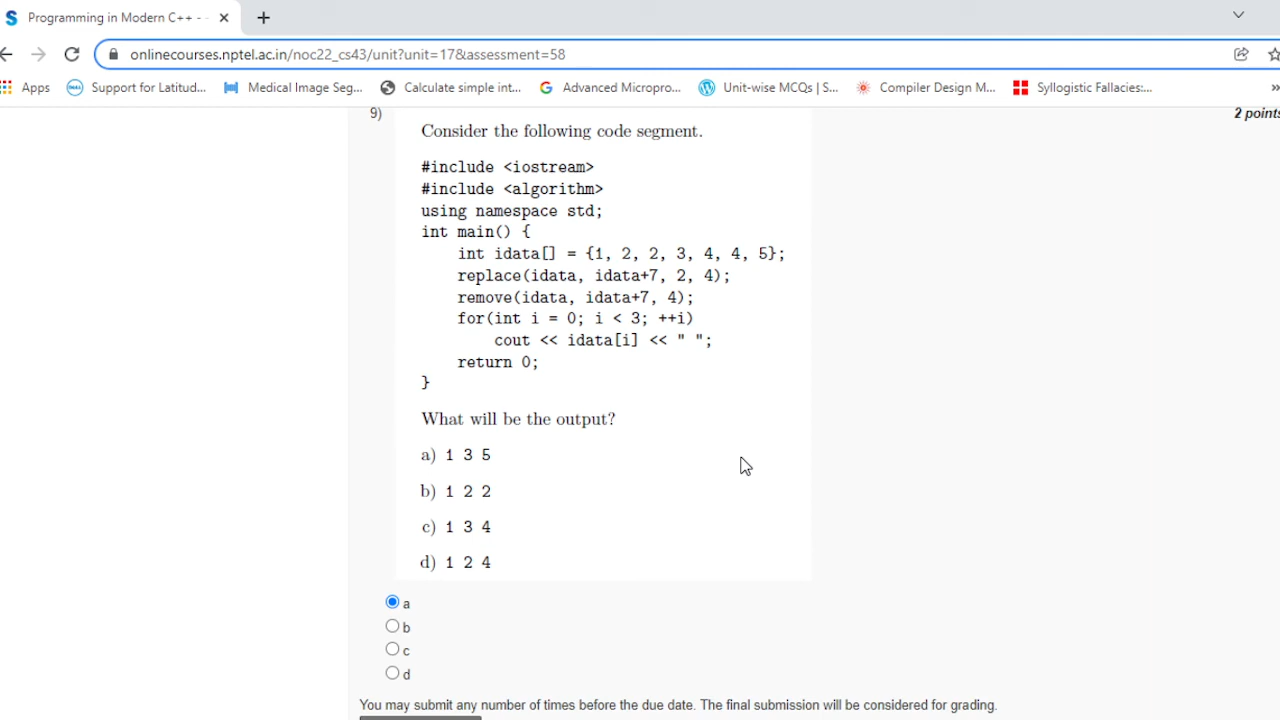 Programming in Modern C++ - -
onlinecourses.nptel.ac.in/noc22_cs43/unit?unit=17&assessment=58
Apps Support for Latitud... Medical Image Seg... Calculate simple int... Advanced Micropro... Unit-wise MCQs | S... Compiler Design M... Syllogistic Fallacies:...
9) 2 points
Consider the following code segment.
#include <iostream>
#include <algorithm>
using namespace std;
int main() {
int idata[] = {1, 2, 2, 3, 4, 4, 5};
replace(idata, idata+7, 2, 4);
remove(idata, idata+7, 4);
for(int i = 0; i < 3; ++i)
cout << idata[i] << " ";
return 0;
}
What will be the output?
a) 1 3 5
b) 1 2 2
c) 1 3 4
d) 1 2 4
a
b
c
d
You may submit any number of times before the due date. The final submission will be considered for grading.